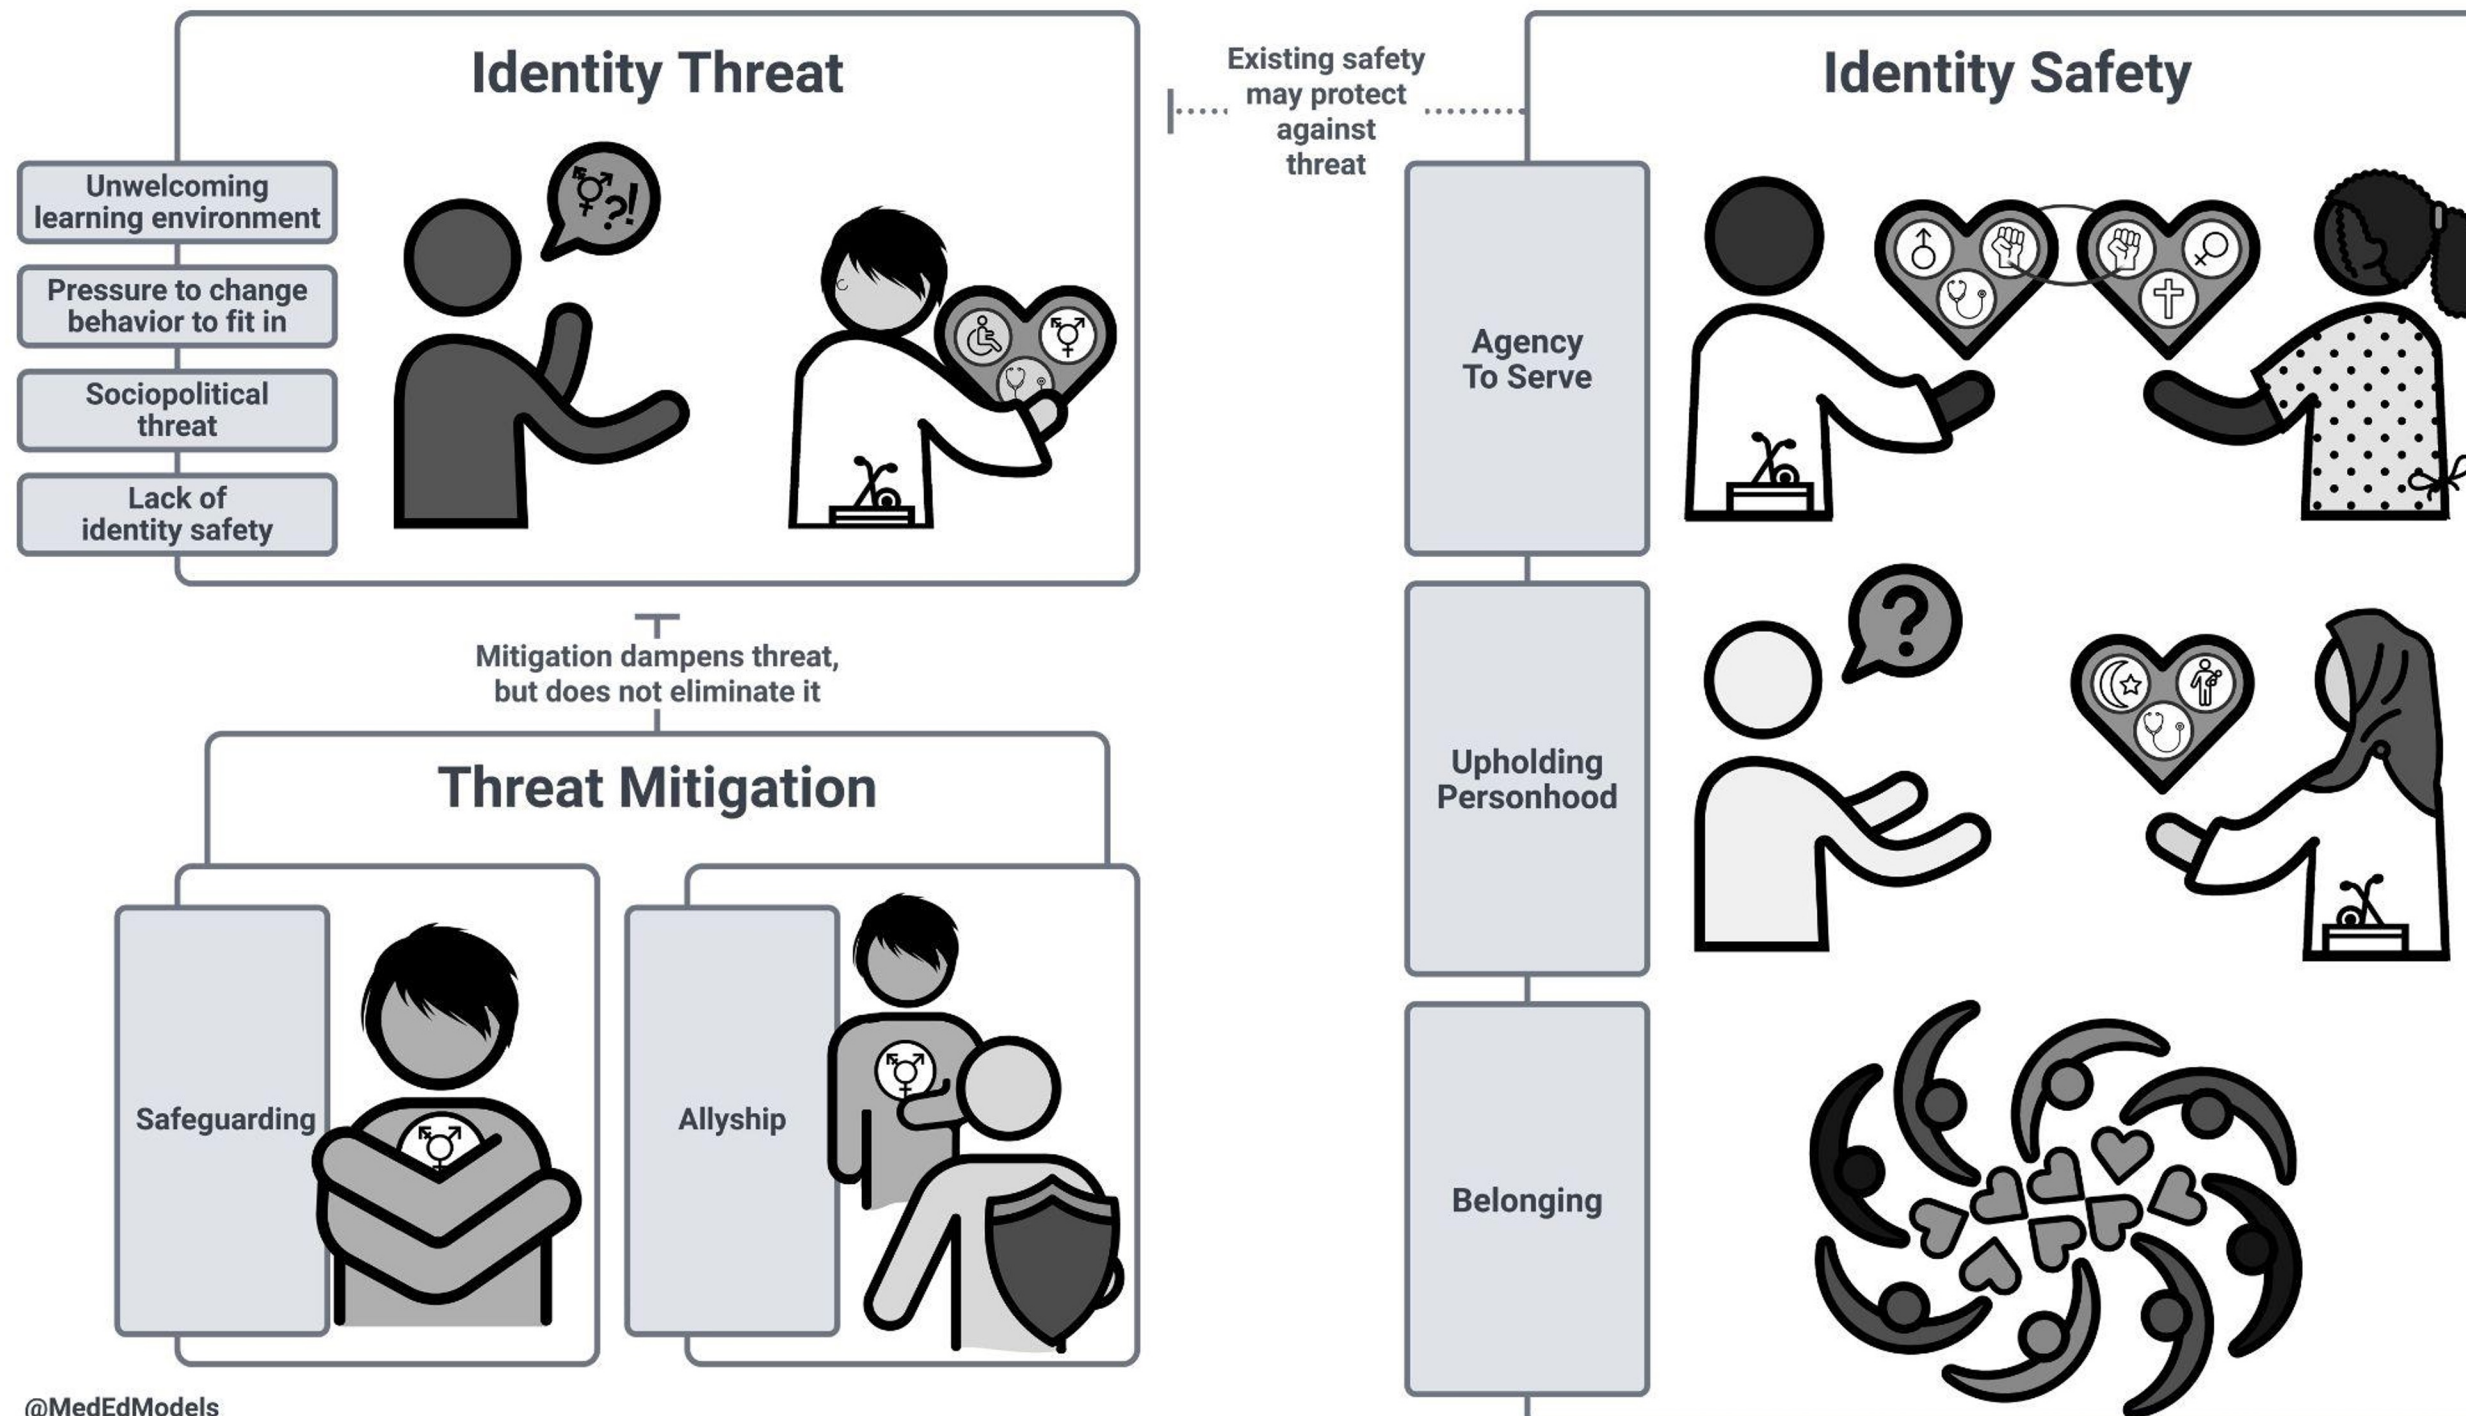 Identity Threat
Unwelcoming
learning environment
Pressure to change
behavior to fit in
Sociopolitical
threat
Lack of
identity safety
?!
Mitigation dampens threat,
but does not eliminate it
Threat Mitigation
Safeguarding
Allyship
@MedEdModels
Existing safety
may protect
against
threat
Identity Safety
Agency
To Serve
Upholding
Personhood
?
Belonging